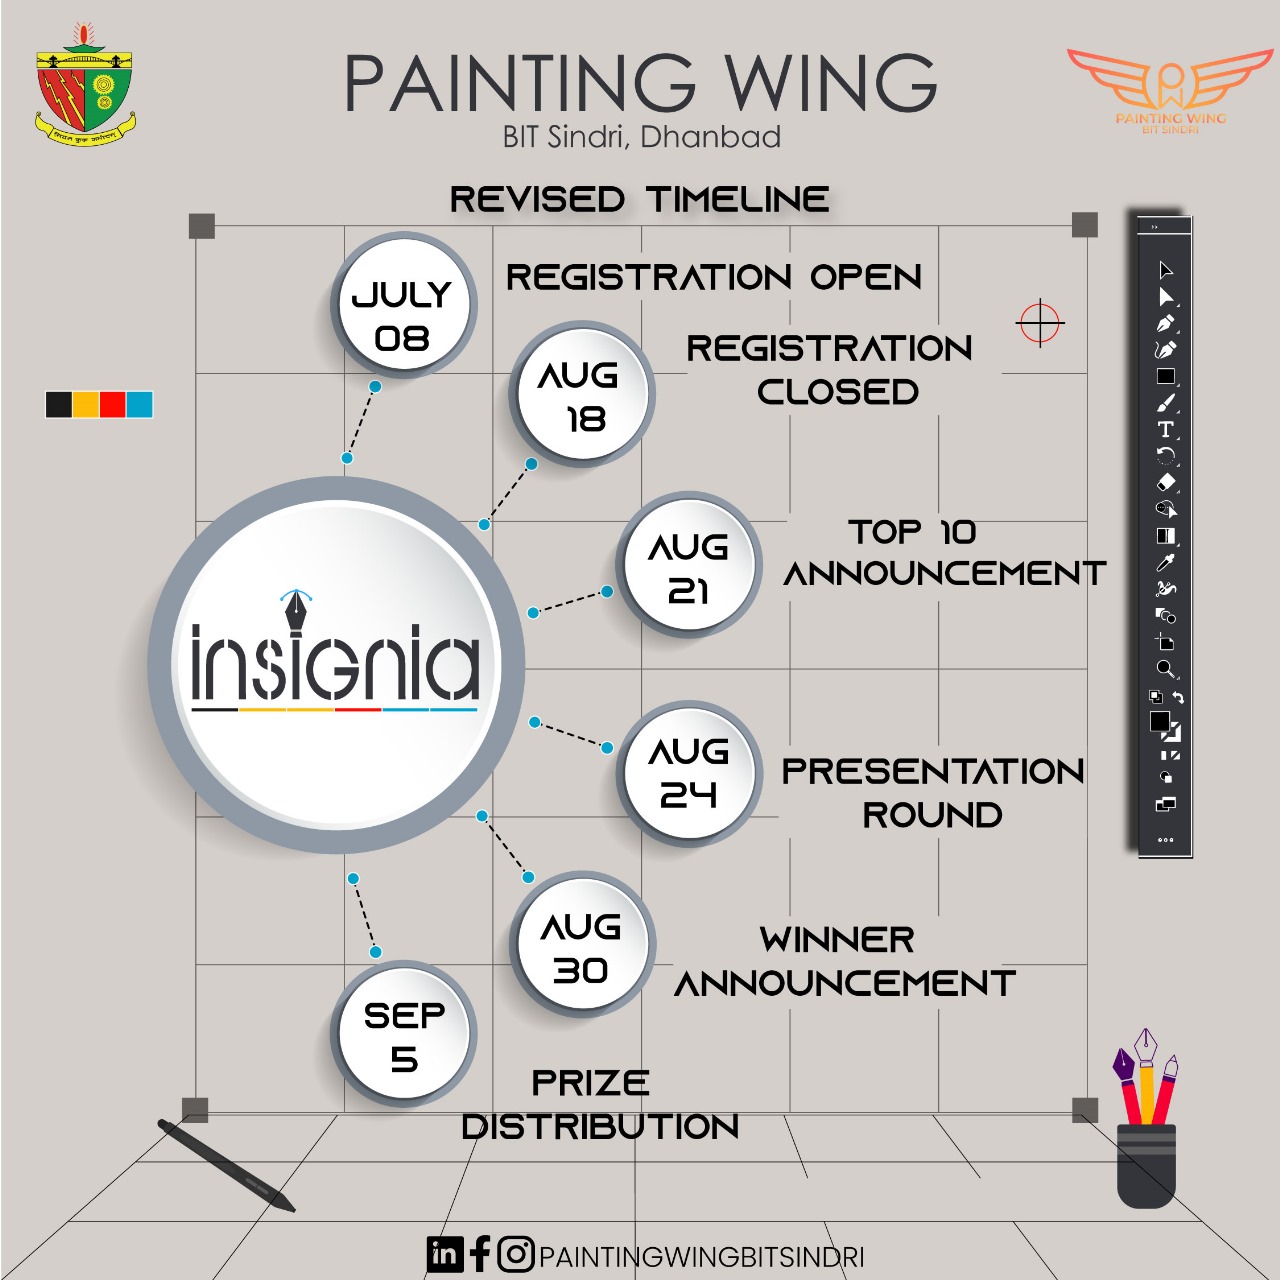 PAINTING WING
BIT Sindri, Dhanbad
PAINTING WING
BIT SINDRI
REVISED TIMELINE
JULY
08
REGISTRATION OPEN
AUG
18
REGISTRATION
CLOSED
AUG
21
TOP 10
ANNOUNCEMENT
insignia
AUG
24
PRESENTATION
ROUND
AUG
30
WINNER
ANNOUNCEMENT
SEP
5
PRIZE
DISTRIBUTION
PAINTINGWINGBITSINDRI